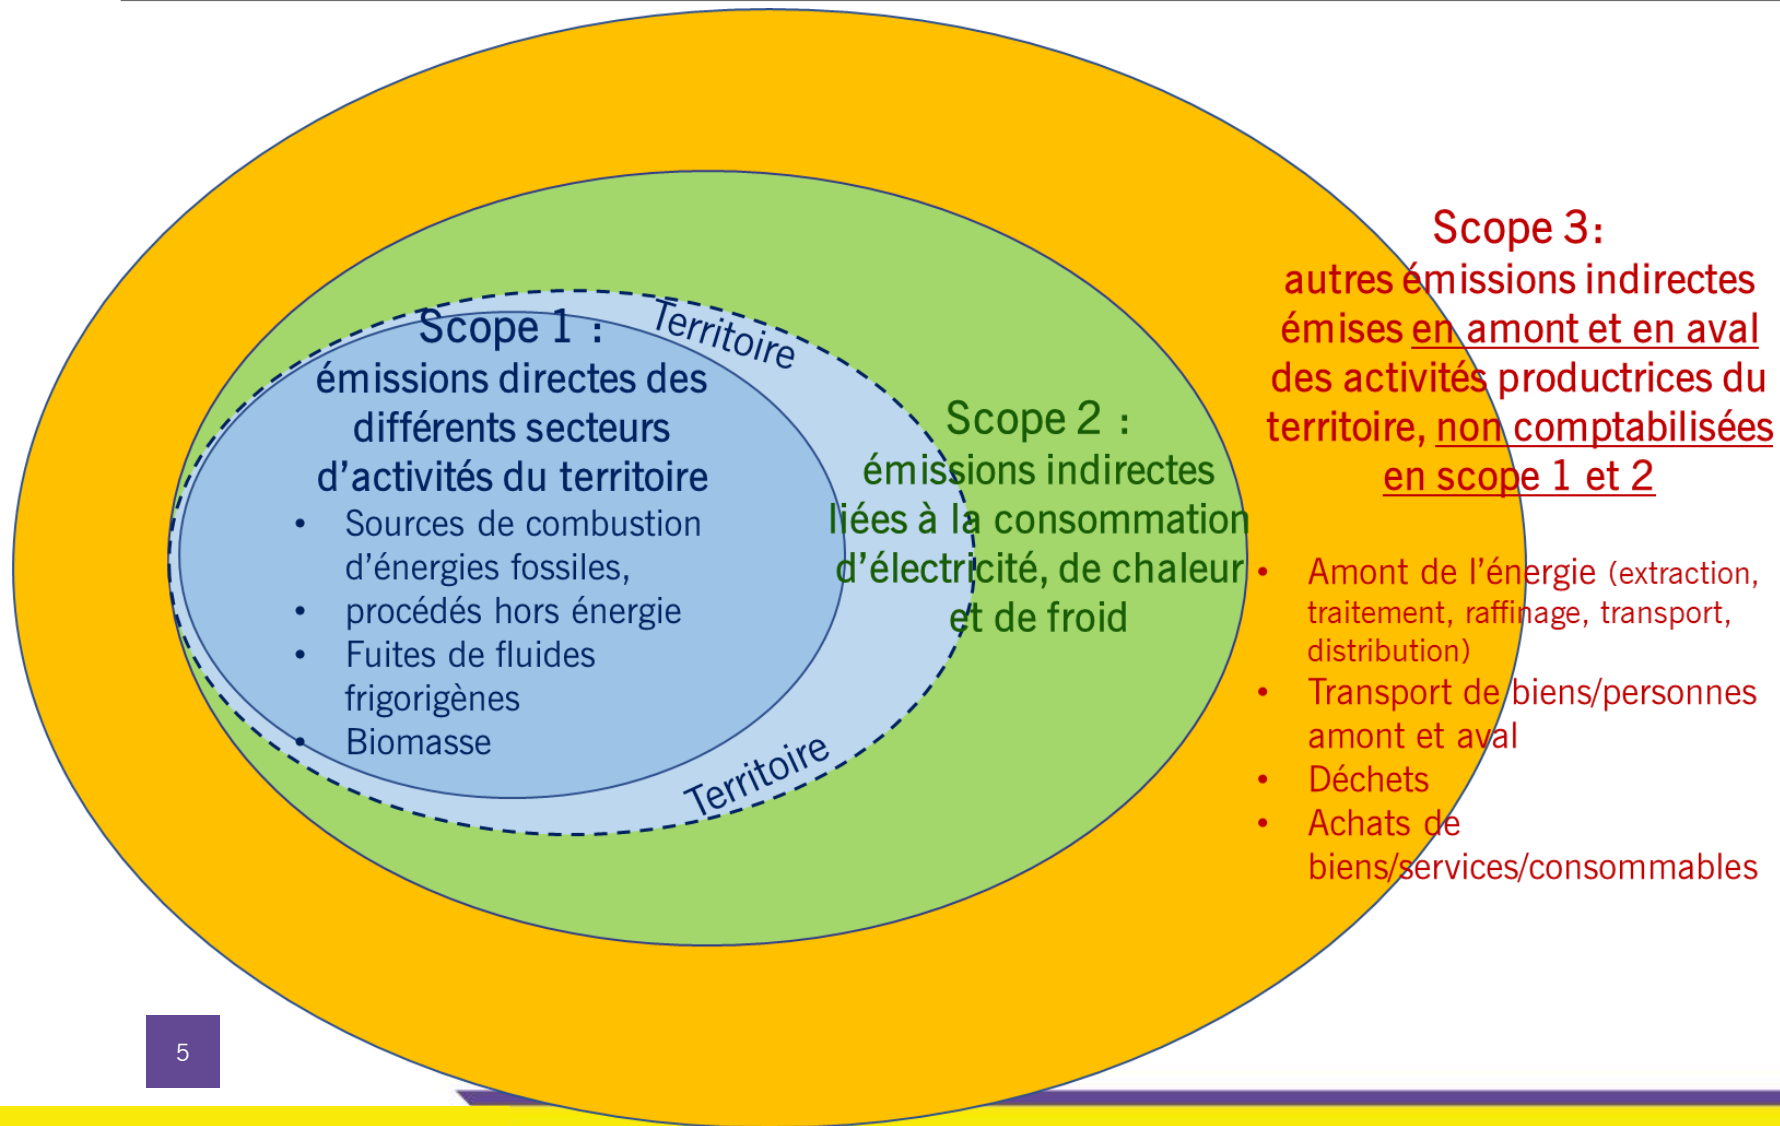 Scope 1 :
émissions directes des
différents secteurs
d’activités du territoire
• Sources de combustion
d’énergies fossiles,
• procédés hors énergie
• Fuites de fluides
frigorigènes
• Biomasse
Territoire
Territoire
Scope 2 :
émissions indirectes
liées à la consommation
d’électricité, de chaleur
et de froid
Scope 3:
autres émissions indirectes
émises en amont et en aval
des activités productrices du
territoire, non comptabilisées
en scope 1 et 2
• Amont de l’énergie (extraction,
traitement, raffinage, transport,
distribution)
• Transport de biens/personnes
amont et aval
• Déchets
• Achats de
biens/services/consommables
5